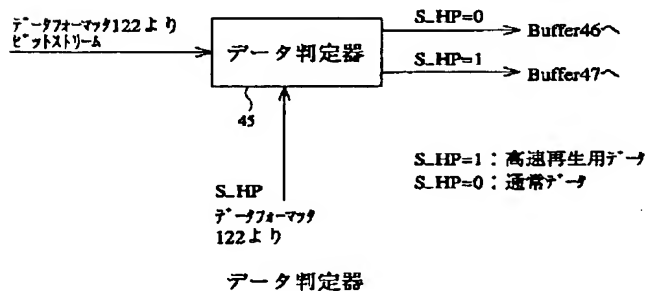 データフォーマッタ122より
ビットストリーム
データ判定器
45
S_HP=0
Buffer46へ
S_HP=1
Buffer47へ
S_HP
データフォーマッタ
122より
S_HP=1：高速再生用データ
S_HP=0：通常データ
データ判定器